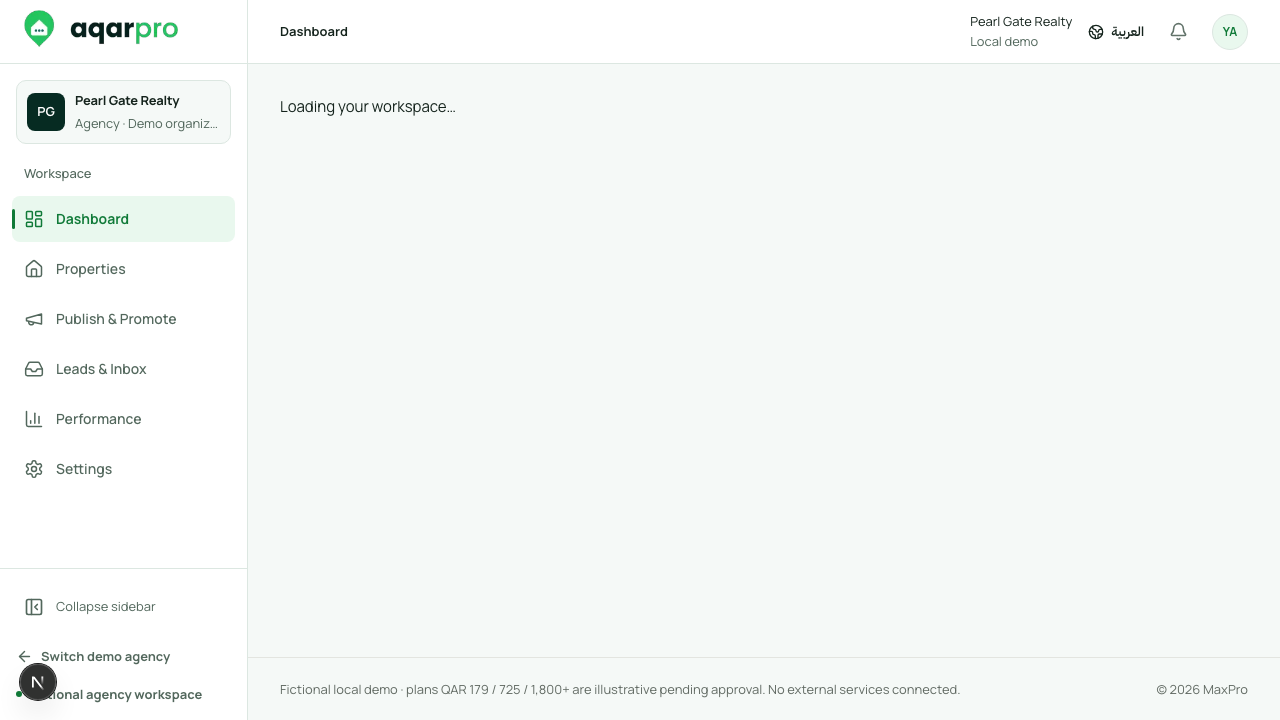 aqarpro
Dashboard
Pearl Gate Realty
Local demo
العربية
YA
PG
Pearl Gate Realty
Agency · Demo organiz...
Workspace
Dashboard
Properties
Publish & Promote
Leads & Inbox
Performance
Settings
Collapse sidebar
Switch demo agency
N
ional agency workspace
Loading your workspace...
Fictional local demo · plans QAR 179 / 725 / 1,800+ are illustrative pending approval. No external services connected.
© 2026 MaxPro